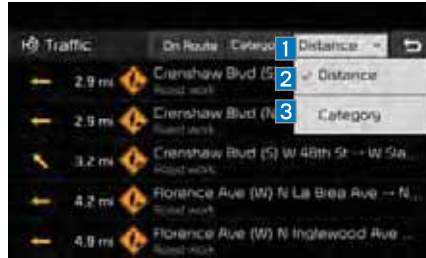 Traffic On Route Catego 1 Distance
2.9 mi Crenshaw Blvd (S 2 Distance
Road work
2.9 mi Crenshaw Blvd (N 3 Category
Road work
3.2 mi Crenshaw Blvd (S) W 48th St → W Sla...
Road work
4.2 mi Florence Ave (W) N La Brea Ave → N...
Road work
4.9 mi Florence Ave (W) N Inglewood Ave ...
Road work